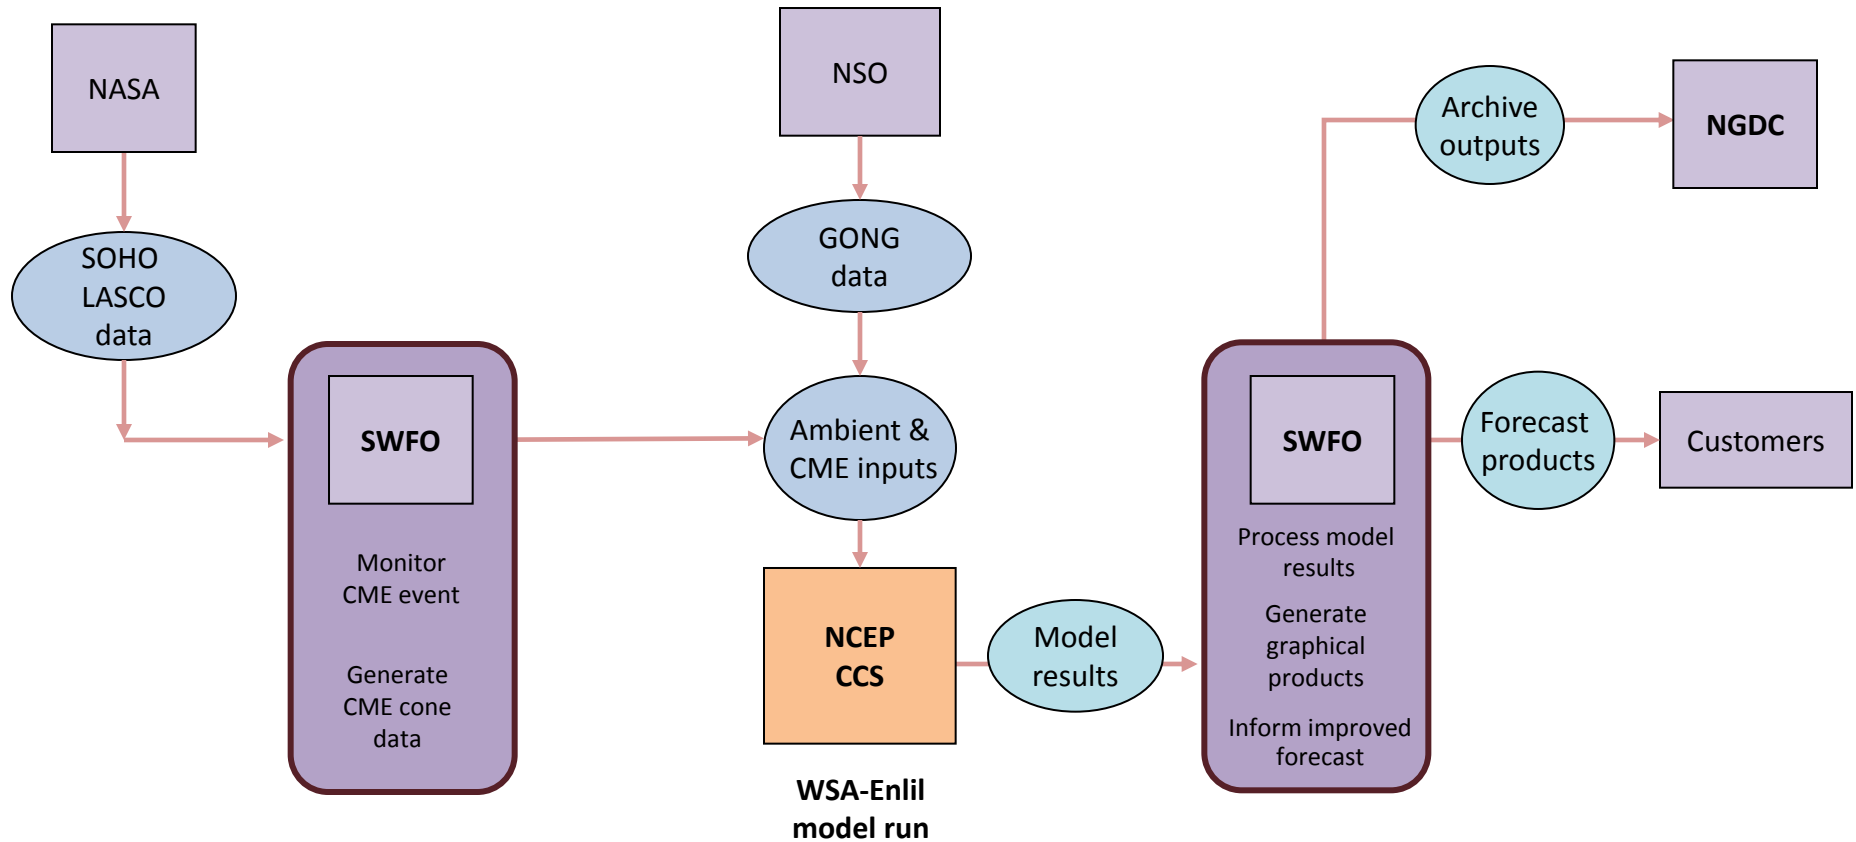 NASA
SOHO
LASCO
data
SWFO
Monitor
CME event
Generate
CME cone
data
NSO
GONG
data
Ambient &
CME inputs
NCEP
CCS
WSA-Enlil
model run
Model
results
SWFO
Process model
results
Generate
graphical
products
Inform improved
forecast
Archive
outputs
NGDC
Forecast
products
Customers